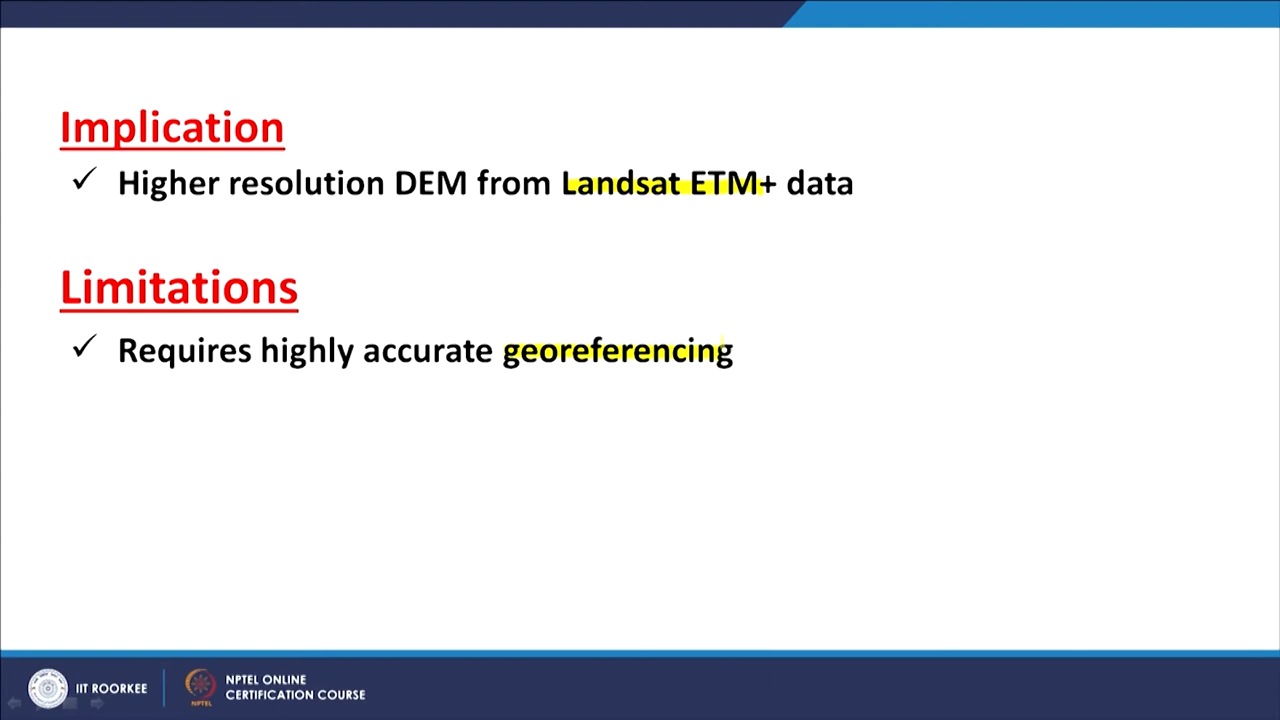 Implication
✓ Higher resolution DEM from Landsat ETM+ data
Limitations
✓ Requires highly accurate georeferencing
IIT ROORKEE
NPTEL
NPTEL ONLINE
CERTIFICATION COURSE